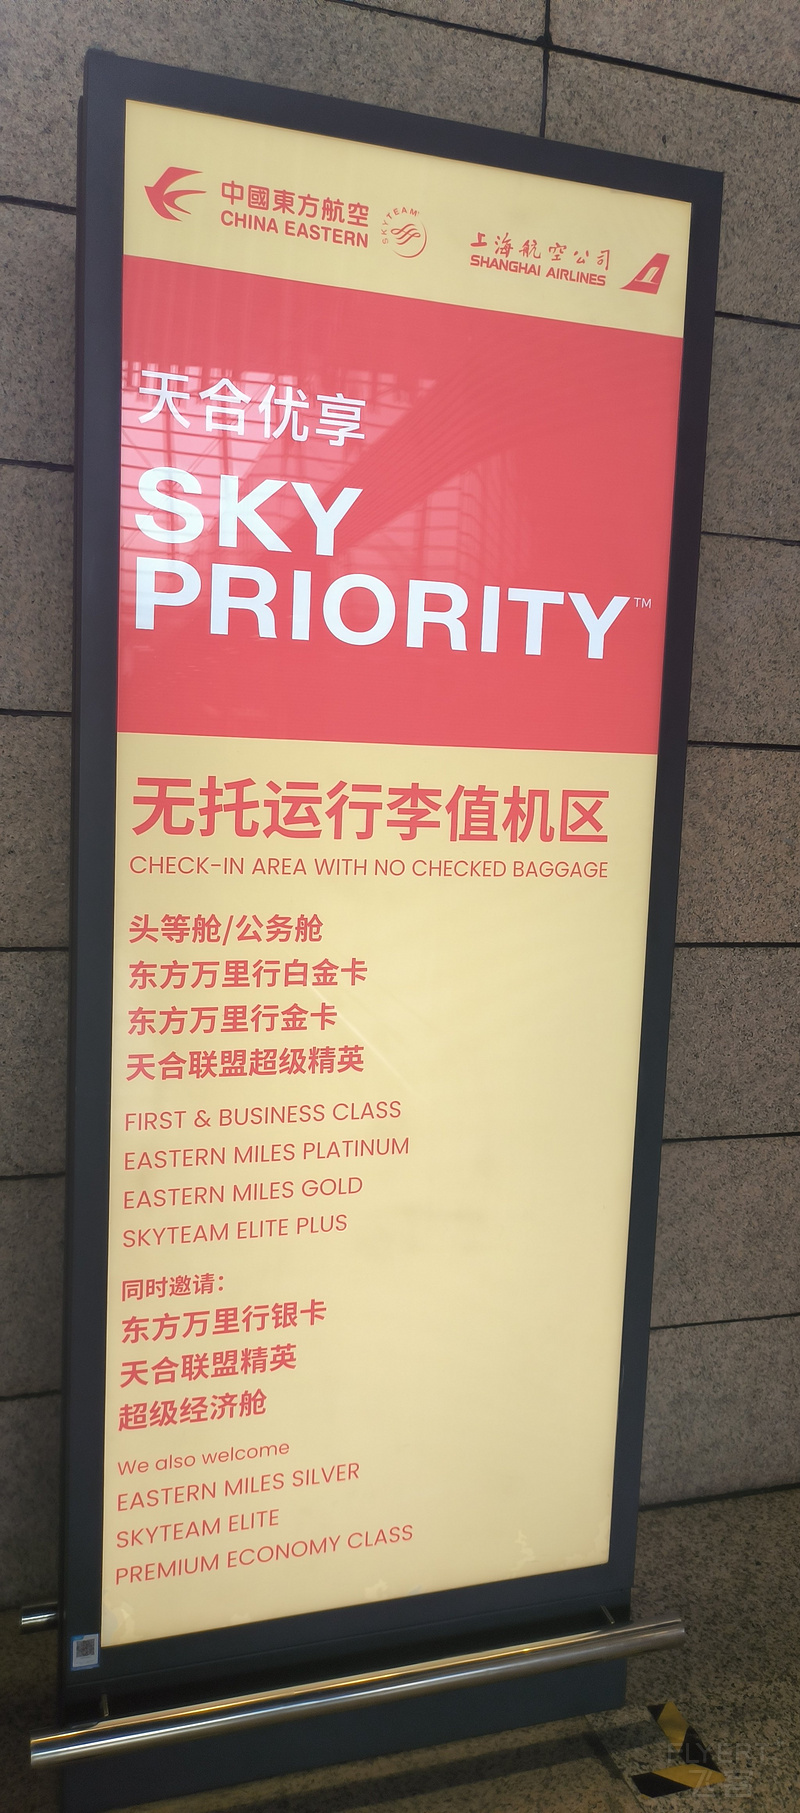 中國東方航空
CHINA EASTERN
SKYTEAM
上海航空公司
SHANGHAI AIRLINES
天合优享
SKY
PRIORITY™
无托运行李值机区
CHECK-IN AREA WITH NO CHECKED BAGGAGE
头等舱/公务舱
东方万里行白金卡
东方万里行金卡
天合联盟超级精英
FIRST & BUSINESS CLASS
EASTERN MILES PLATINUM
EASTERN MILES GOLD
SKYTEAM ELITE PLUS
同时邀请：
东方万里行银卡
天合联盟精英
超级经济舱
We also welcome
EASTERN MILES SILVER
SKYTEAM ELITE
PREMIUM ECONOMY CLASS
FLYERT
飞客